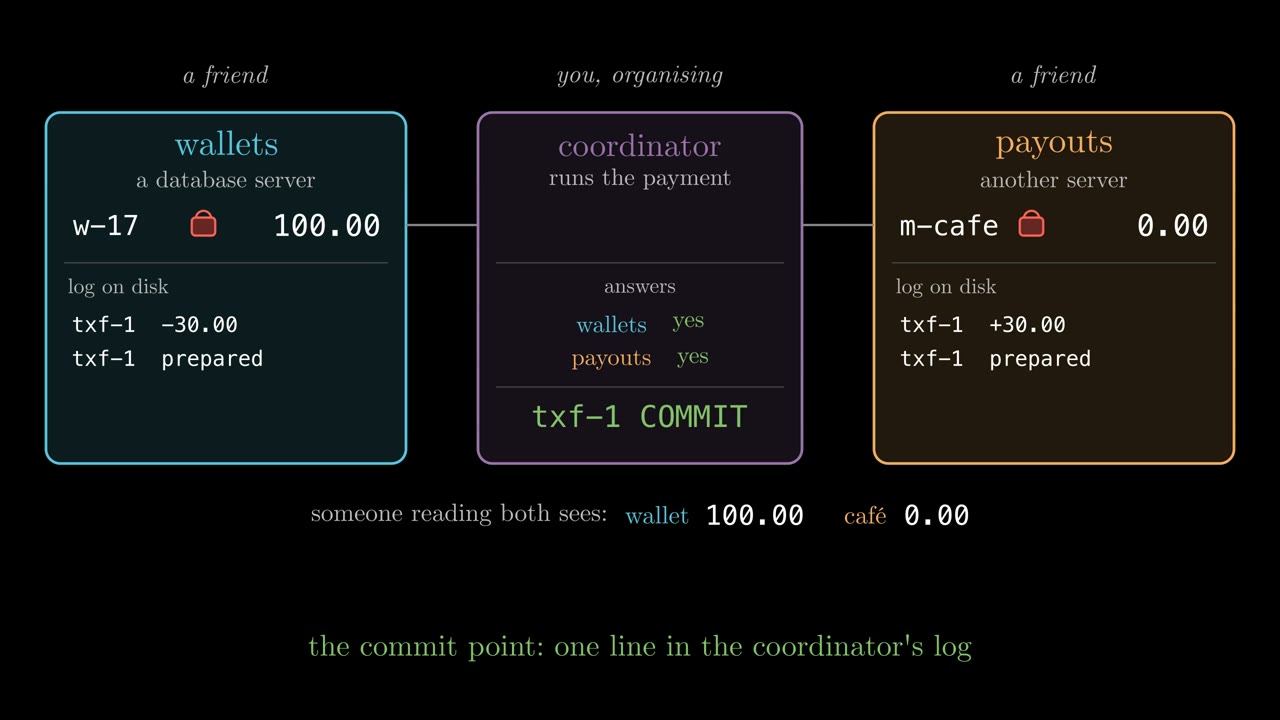 a friend
you, organising
a friend
wallets
a database server
w-17 100.00
log on disk
txf-1 -30.00
txf-1 prepared
coordinator
runs the payment
answers
wallets yes
payouts yes
txf-1 COMMIT
payouts
another server
m-cafe 0.00
log on disk
txf-1 +30.00
txf-1 prepared
someone reading both sees: wallet 100.00 café 0.00
the commit point: one line in the coordinator's log